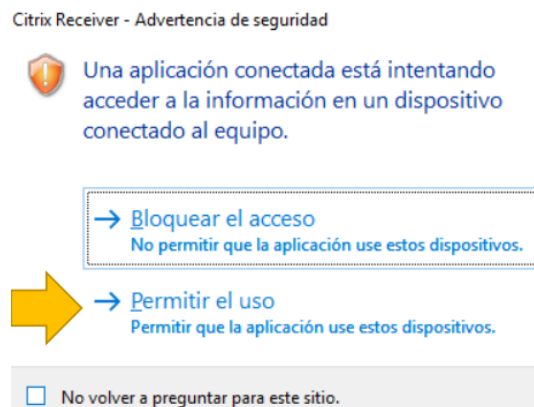 Citrix Receiver - Advertencia de seguridad
Una aplicación conectada está intentando
acceder a la información en un dispositivo
conectado al equipo.
Bloquear el acceso
No permitir que la aplicación use estos dispositivos.
Permitir el uso
Permitir que la aplicación use estos dispositivos.
No volver a preguntar para este sitio.